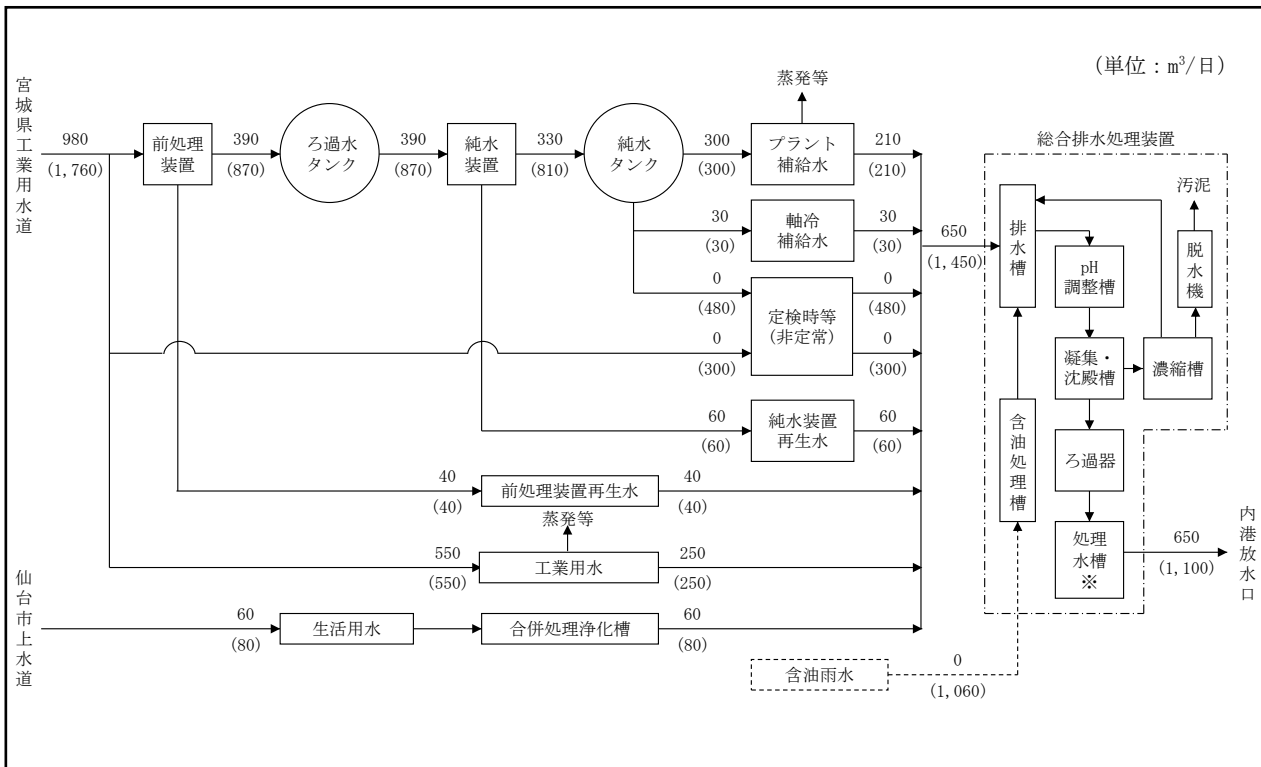 (単位：m³/日)
宮城県工業用水道
980
(1,760)
前処理
装置
390
(870)
ろ過水
タンク
390
(870)
純水
装置
330
(810)
純水
タンク
300
(300)
蒸発等
プラント
補給水
210
(210)
30
(30)
軸冷
補給水
30
(30)
0
(480)
0
(300)
定検時等
(非定常)
0
(480)
0
(300)
60
(60)
純水装置
再生水
60
(60)
40
(40)
前処理装置再生水
40
(40)
蒸発等
550
(550)
工業用水
250
(250)
仙台市上水道
60
(80)
生活用水
合併処理浄化槽
60
(80)
含油雨水
0
(1,060)
650
(1,450)
総合排水処理装置
排水槽
pH
調整槽
汚泥
脱水機
凝集・
沈殿槽
濃縮槽
含油処理槽
ろ過器
処理
水槽
※
650
(1,100)
内港放水口